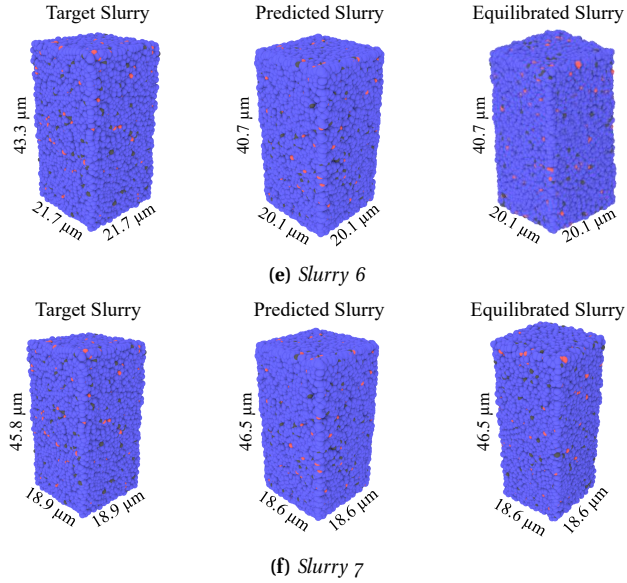 Target Slurry
Predicted Slurry
Equilibrated Slurry
43.3 µm
21.7 µm
21.7 µm
40.7 µm
20.1 µm
20.1 µm
40.7 µm
20.1 µm
20.1 µm
(e) Slurry 6
Target Slurry
Predicted Slurry
Equilibrated Slurry
45.8 µm
18.9 µm
18.9 µm
46.5 µm
18.6 µm
18.6 µm
46.5 µm
18.6 µm
18.6 µm
(f) Slurry 7